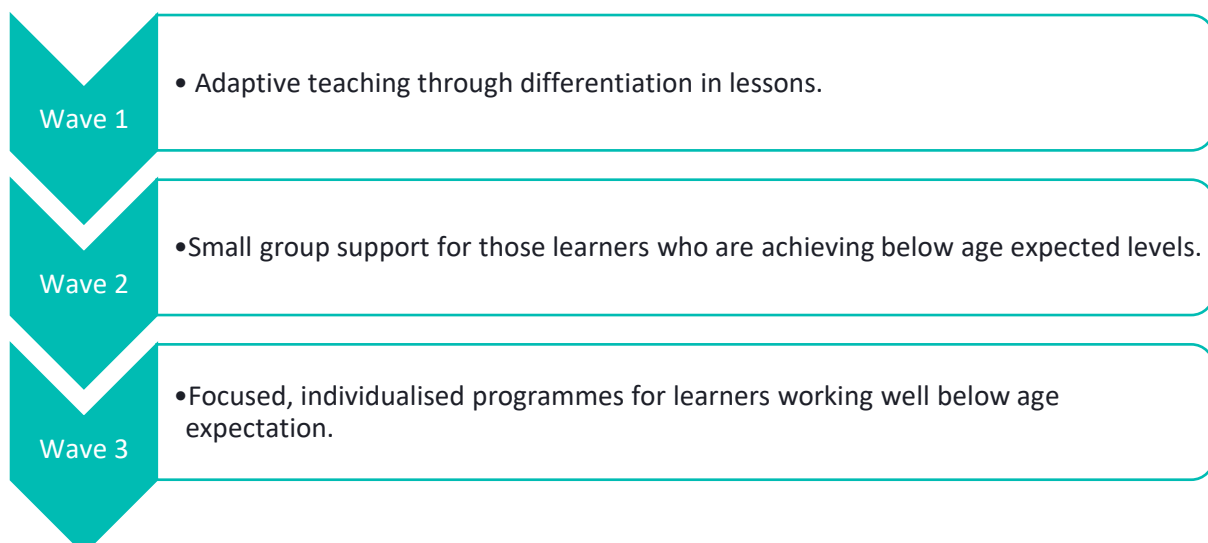 Wave 1
• Adaptive teaching through differentiation in lessons.
Wave 2
•Small group support for those learners who are achieving below age expected levels.
Wave 3
•Focused, individualised programmes for learners working well below age
expectation.